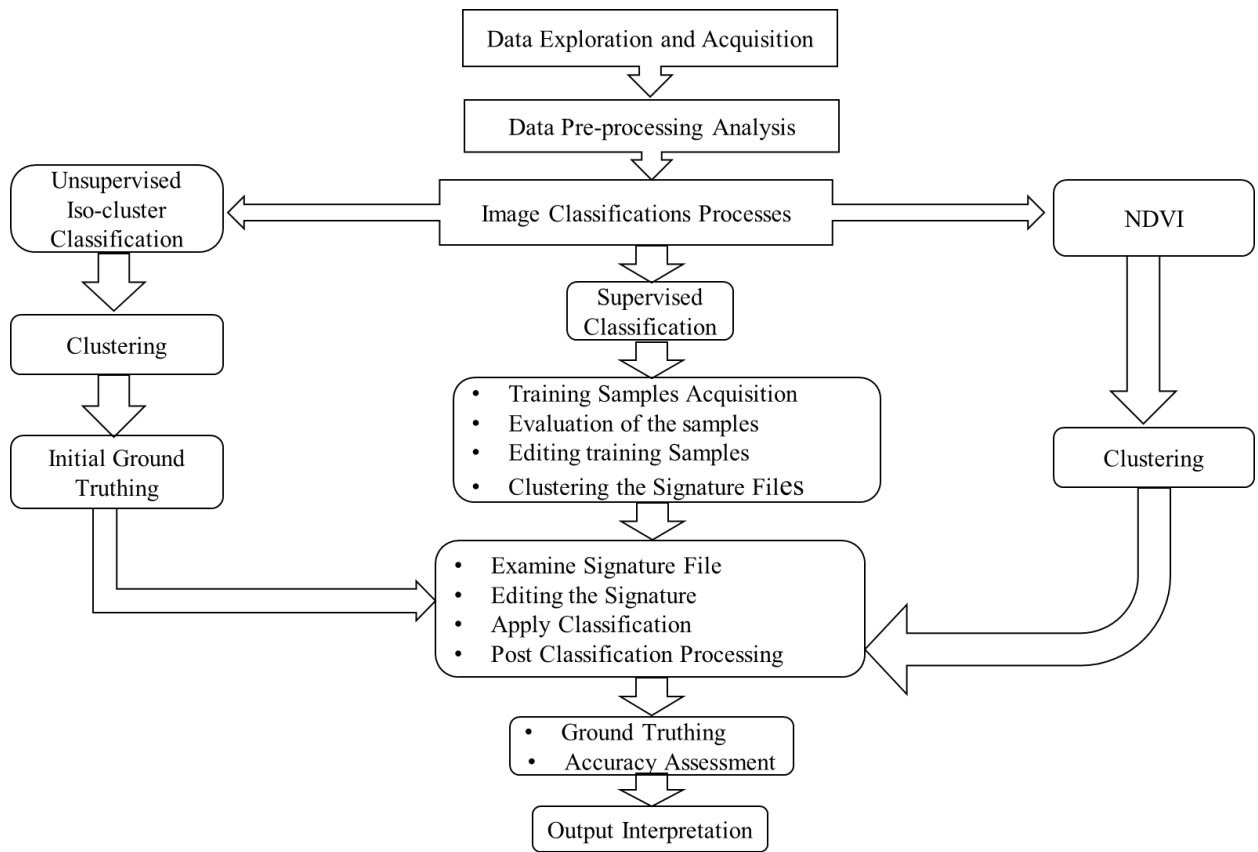 Data Exploration and Acquisition
Data Pre-processing Analysis
Unsupervised
Iso-cluster
Classification
Image Classifications Processes
NDVI
Supervised
Classification
Clustering
• Training Samples Acquisition
• Evaluation of the samples
• Editing training Samples
• Clustering the Signature Files
Initial Ground
Truthing
Clustering
• Examine Signature File
• Editing the Signature
• Apply Classification
• Post Classification Processing
• Ground Truthing
• Accuracy Assessment
Output Interpretation